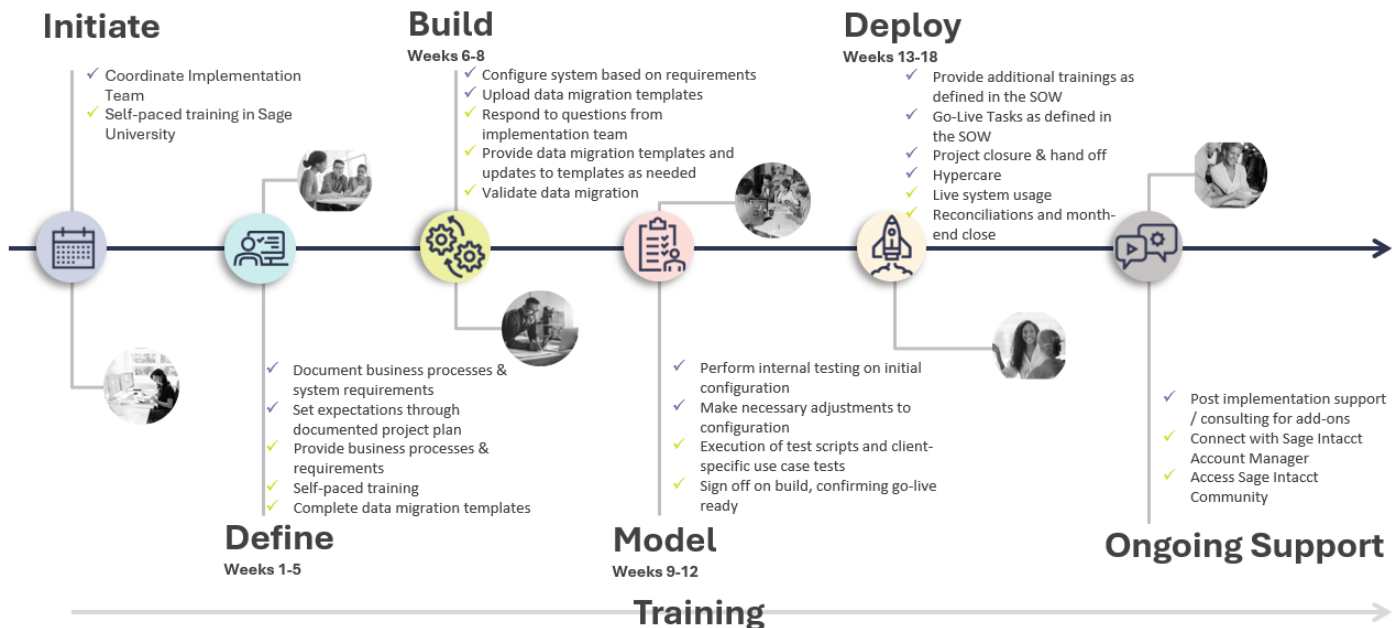 Initiate
Coordinate Implementation
Team
Self-paced training in Sage
University
Build
Weeks 6-8
Configure system based on requirements
Upload data migration templates
Respond to questions from
implementation team
Provide data migration templates and
updates to templates as needed
Validate data migration
Deploy
Weeks 13-18
Provide additional trainings as
defined in the SOW
Go-Live Tasks as defined in
the SOW
Project closure & hand off
Hypercare
Live system usage
Reconciliations and month-
end close
Document business processes &
system requirements
Set expectations through
documented project plan
Provide business processes &
requirements
Self-paced training
Complete data migration templates
Define
Weeks 1-5
Perform internal testing on initial
configuration
Make necessary adjustments to
configuration
Execution of test scripts and client-
specific use case tests
Sign off on build, confirming go-live
ready
Model
Weeks 9-12
Post implementation support
/ consulting for add-ons
Connect with Sage Intacct
Account Manager
Access Sage Intacct
Community
Ongoing Support
Training